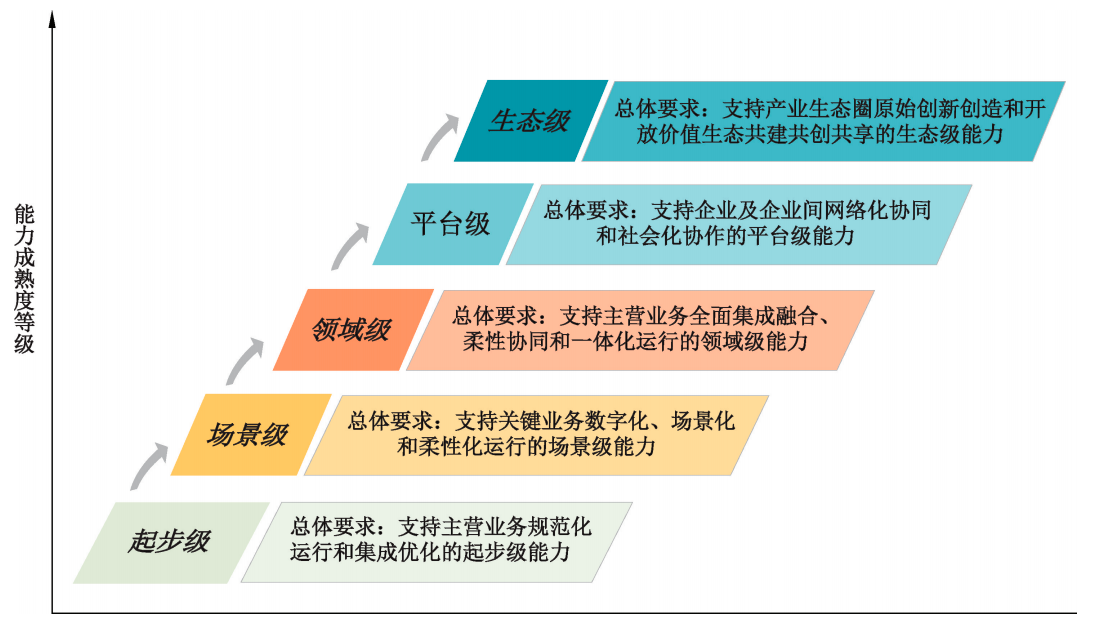 生态级
总体要求：支持产业生态圈原始创新创造和开
放价值生态共建共创共享的生态级能力
平台级
总体要求：支持企业及企业间网络化协同
和社会化协作的平台级能力
能力成熟度等级
领域级
总体要求：支持主营业务全面集成融合、
柔性协同和一体化运行的领域级能力
场景级
总体要求：支持关键业务数字化、场景化
和柔性化运行的场景级能力
起步级
总体要求：支持主营业务规范化
运行和集成优化的起步级能力